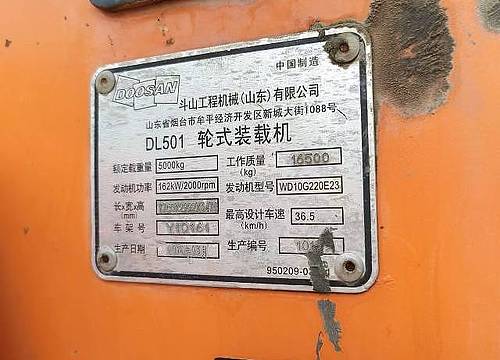 DOOSAN
中国制造
斗山工程机械(山东)有限公司
山东省烟台市牟平经济开发区新城大街1088号
DL501 轮式装载机
额定载重量 5000kg 工作质量 (kg) 16500
发动机功率 162kW/2000rpm 发动机型号 WD10G220E23
长x宽x高 (mm) 最高设计车速 (km/h) 36.5
车架号 Y1Q161
生产日期 生产编号